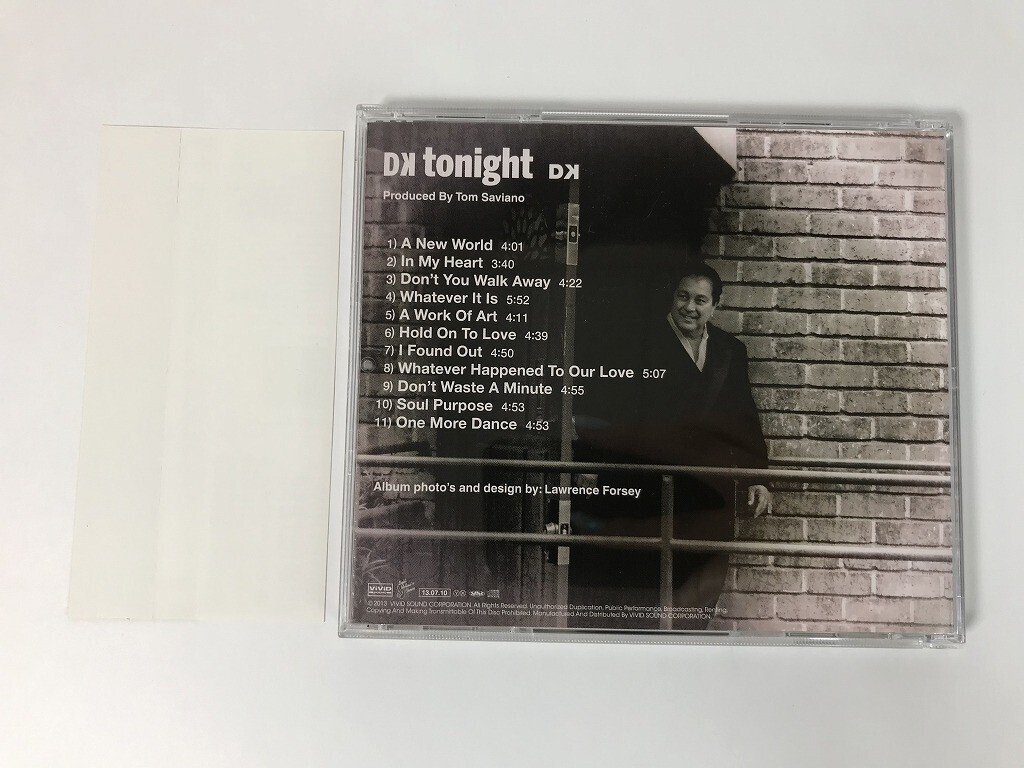 DK tonight DK
Produced By Tom Saviano
1) A New World 4:01
2) In My Heart 3:40
3) Don't You Walk Away 4:22
4) Whatever It Is 5:52
5) A Work Of Art 4:11
6) Hold On To Love 4:39
7) I Found Out 4:50
8) Whatever Happened To Our Love 5:07
9) Don't Waste A Minute 4:55
10) Soul Purpose 4:53
11) One More Dance 4:53
Album photo's and design by: Lawrence Forsey
VIVID 13.07.10
© 2013 VIVID SOUND CORPORATION. All Rights Reserved. Unauthorized Duplication, Public Performance, Broadcasting, Renting,
Copying And Making Transmittable Of This Disc Prohibited. Manufactured And Distributed By VIVID SOUND CORPORATION.